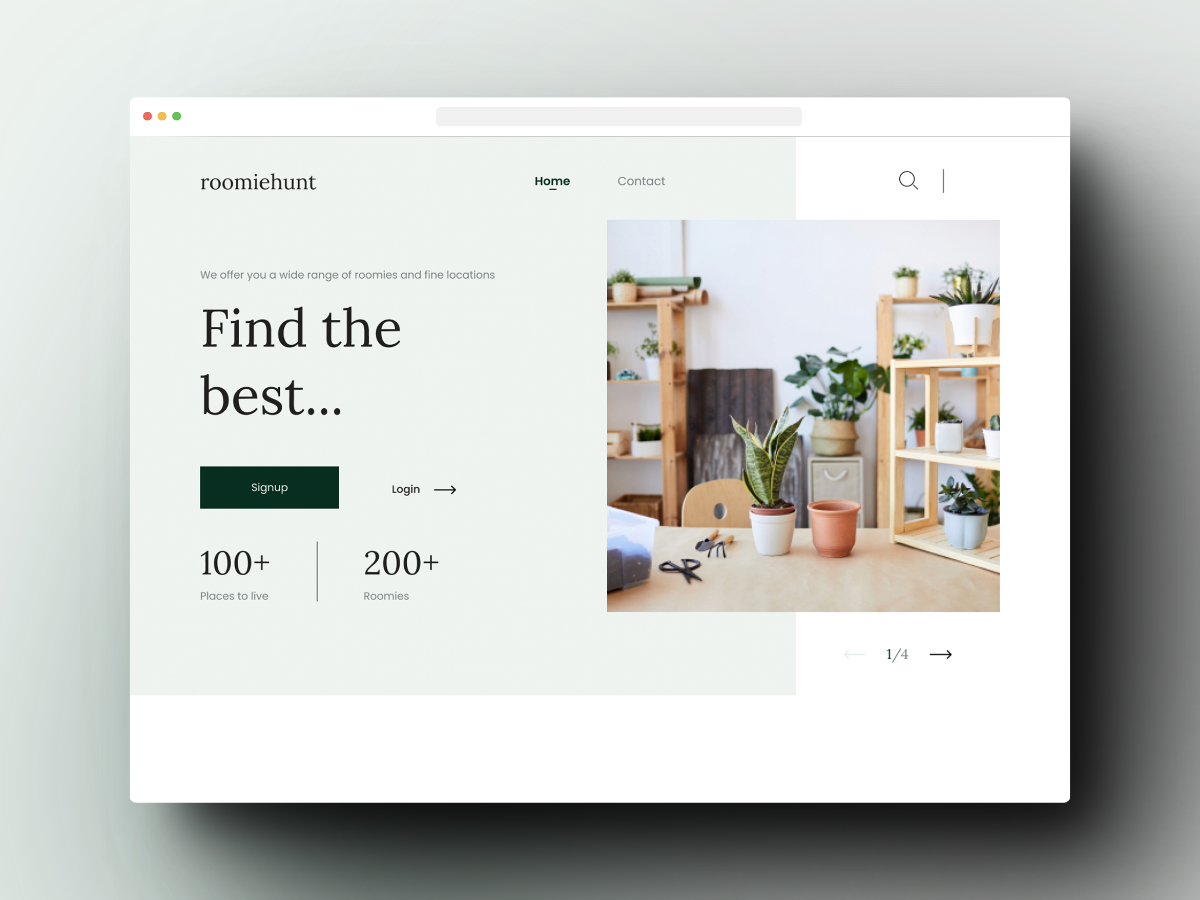 roomiehunt
Home
Contact
We offer you a wide range of roomies and fine locations
Find the
best...
Signup
Login
100+
200+
Places to live
Roomies
1/4